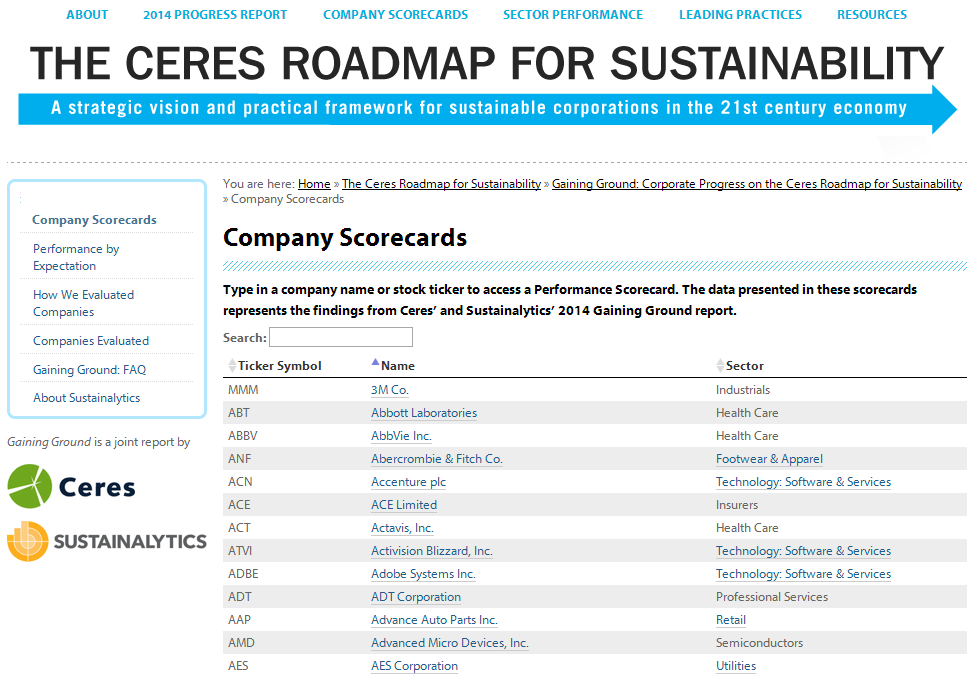 ABOUT 2014 PROGRESS REPORT COMPANY SCORECARDS SECTOR PERFORMANCE LEADING PRACTICES RESOURCES
THE CERES ROADMAP FOR SUSTAINABILITY
A strategic vision and practical framework for sustainable corporations in the 21st century economy
Company Scorecards
Performance by
Expectation
How We Evaluated
Companies
Companies Evaluated
Gaining Ground: FAQ
About Sustainalytics
Gaining Ground is a joint report by
Ceres
SUSTAINALYTICS
You are here: Home » The Ceres Roadmap for Sustainability » Gaining Ground: Corporate Progress on the Ceres Roadmap for Sustainability
» Company Scorecards
Company Scorecards
Type in a company name or stock ticker to access a Performance Scorecard. The data presented in these scorecards
represents the findings from Ceres’ and Sustainalytics’ 2014 Gaining Ground report.
Search:
Ticker Symbol Name Sector
MMM 3M Co. Industrials
ABT Abbott Laboratories Health Care
ABBV AbbVie Inc. Health Care
ANF Abercrombie & Fitch Co. Footwear & Apparel
ACN Accenture plc Technology: Software & Services
ACE ACE Limited Insurers
ACT Actavis, Inc. Health Care
ATVI Activision Blizzard, Inc. Technology: Software & Services
ADBE Adobe Systems Inc. Technology: Software & Services
ADT ADT Corporation Professional Services
AAP Advance Auto Parts Inc. Retail
AMD Advanced Micro Devices, Inc. Semiconductors
AES AES Corporation Utilities